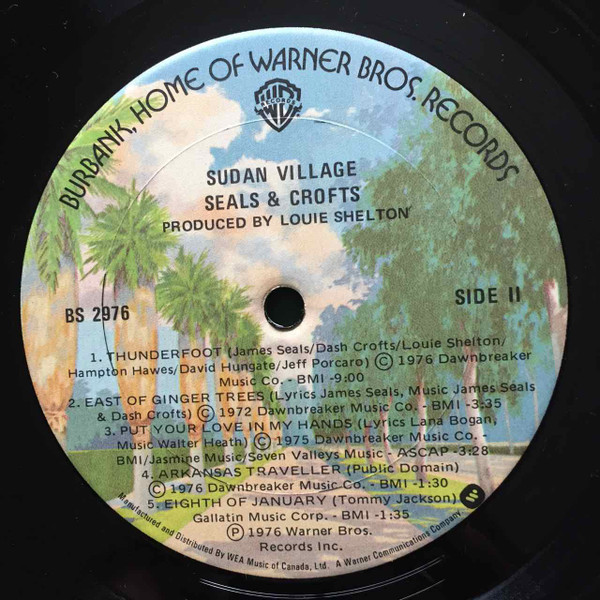 BURBANK, HOME OF WARNER BROS. RECORDS
RECORDS
SUDAN VILLAGE
SEALS & CROFTS
PRODUCED BY LOUIE SHELTON
BS 2976
SIDE II
1. THUNDERFOOT (James Seals/Dash Crofts/Louie Shelton/
Hampton Hawes/David Hungate/Jeff Porcaro) © 1976 Dawnbreaker
Music Co. - BMI -9:00
2. EAST OF GINGER TREES (Lyrics James Seals, Music James Seals
& Dash Crofts) © 1972 Dawnbreaker Music Co. - BMI - 3:35
3. PUT YOUR LOVE IN MY HANDS (Lyrics Lana Bogan,
Music Walter Heath) © 1975 Dawnbreaker Music Co. -
BMI/Jasmine Music/Seven Valleys Music - ASCAP -3:28
4. ARKANSAS TRAVELLER (Public Domain)
© 1976 Dawnbreaker Music Co. - BMI - 1:30
5. EIGHTH OF JANUARY (Tommy Jackson)
Gallatin Music Corp. - BMI - 1:35
℗ 1976 Warner Bros.
Records Inc.
Manufactured and Distributed By WEA Music of Canada, Ltd. A Warner Communications Company.